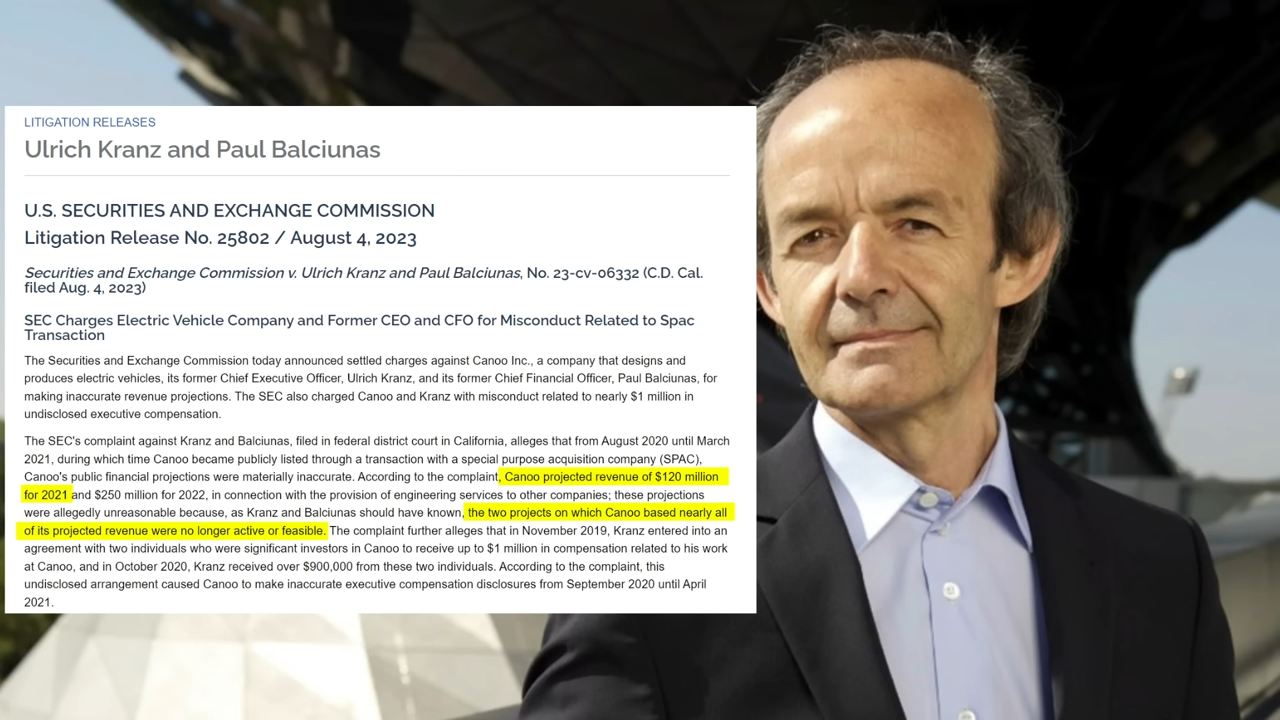 LITIGATION RELEASES
Ulrich Kranz and Paul Balciunas
U.S. SECURITIES AND EXCHANGE COMMISSION
Litigation Release No. 25802 / August 4, 2023
Securities and Exchange Commission v. Ulrich Kranz and Paul Balciunas, No. 23-cv-06332 (C.D. Cal.
filed Aug. 4, 2023)
SEC Charges Electric Vehicle Company and Former CEO and CFO for Misconduct Related to Spac
Transaction
The Securities and Exchange Commission today announced settled charges against Canoo Inc., a company that designs and
produces electric vehicles, its former Chief Executive Officer, Ulrich Kranz, and its former Chief Financial Officer, Paul Balciunas, for
making inaccurate revenue projections. The SEC also charged Canoo and Kranz with misconduct related to nearly $1 million in
undisclosed executive compensation.
The SEC's complaint against Kranz and Balciunas, filed in federal district court in California, alleges that from August 2020 until March
2021, during which time Canoo became publicly listed through a transaction with a special purpose acquisition company (SPAC),
Canoo's public financial projections were materially inaccurate. According to the complaint, Canoo projected revenue of $120 million
for 2021 and $250 million for 2022, in connection with the provision of engineering services to other companies; these projections
were allegedly unreasonable because, as Kranz and Balciunas should have known, the two projects on which Canoo based nearly all
of its projected revenue were no longer active or feasible. The complaint further alleges that in November 2019, Kranz entered into an
agreement with two individuals who were significant investors in Canoo to receive up to $1 million in compensation related to his work
at Canoo, and in October 2020, Kranz received over $900,000 from these two individuals. According to the complaint, this
undisclosed arrangement caused Canoo to make inaccurate executive compensation disclosures from September 2020 until April
2021.